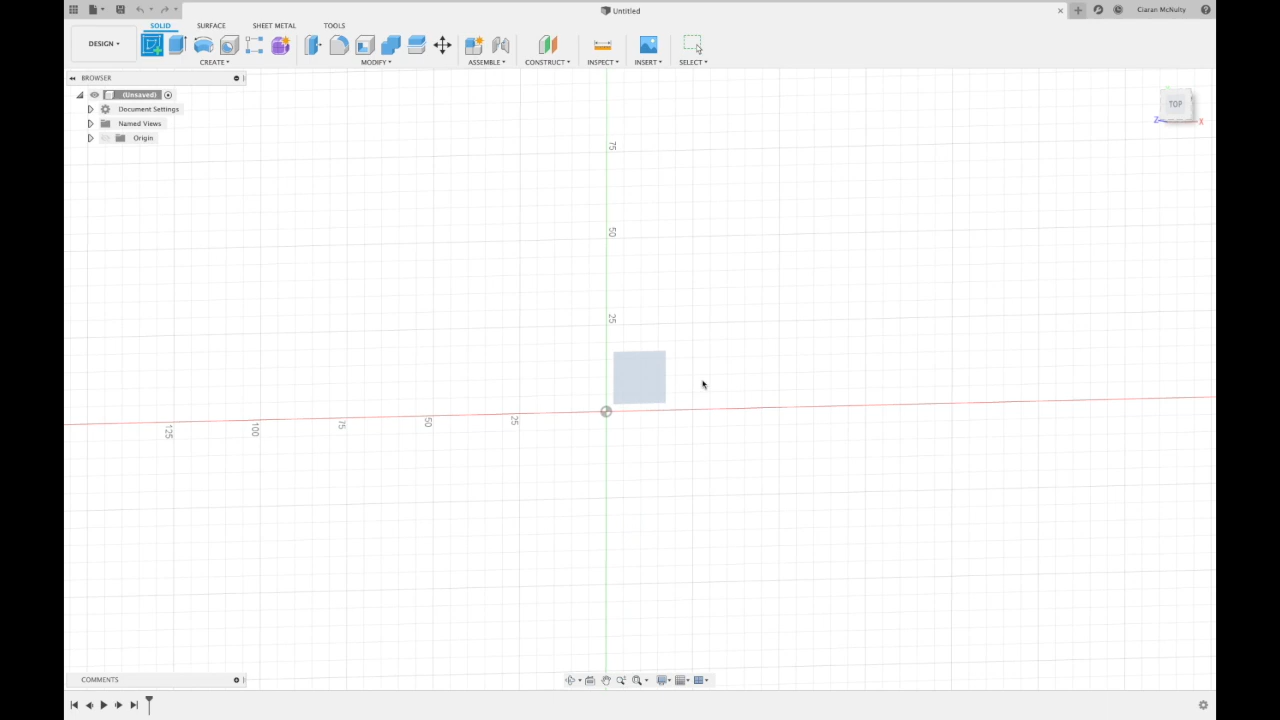 Untitled
Ciaran McNulty
SOLID SURFACE SHEET METAL TOOLS
DESIGN
CREATE MODIFY ASSEMBLE CONSTRUCT INSPECT INSERT SELECT
BROWSER
(Unsaved)
Document Settings
Named Views
Origin
TOP
Z X
75
50
25
125 100 75 50 25
COMMENTS